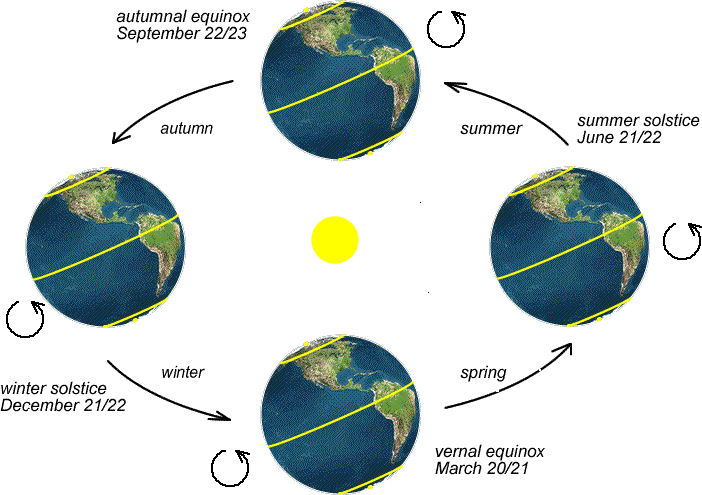 autumnal equinox
September 22/23
autumn
summer
summer solstice
June 21/22
winter solstice
December 21/22
winter
spring
vernal equinox
March 20/21